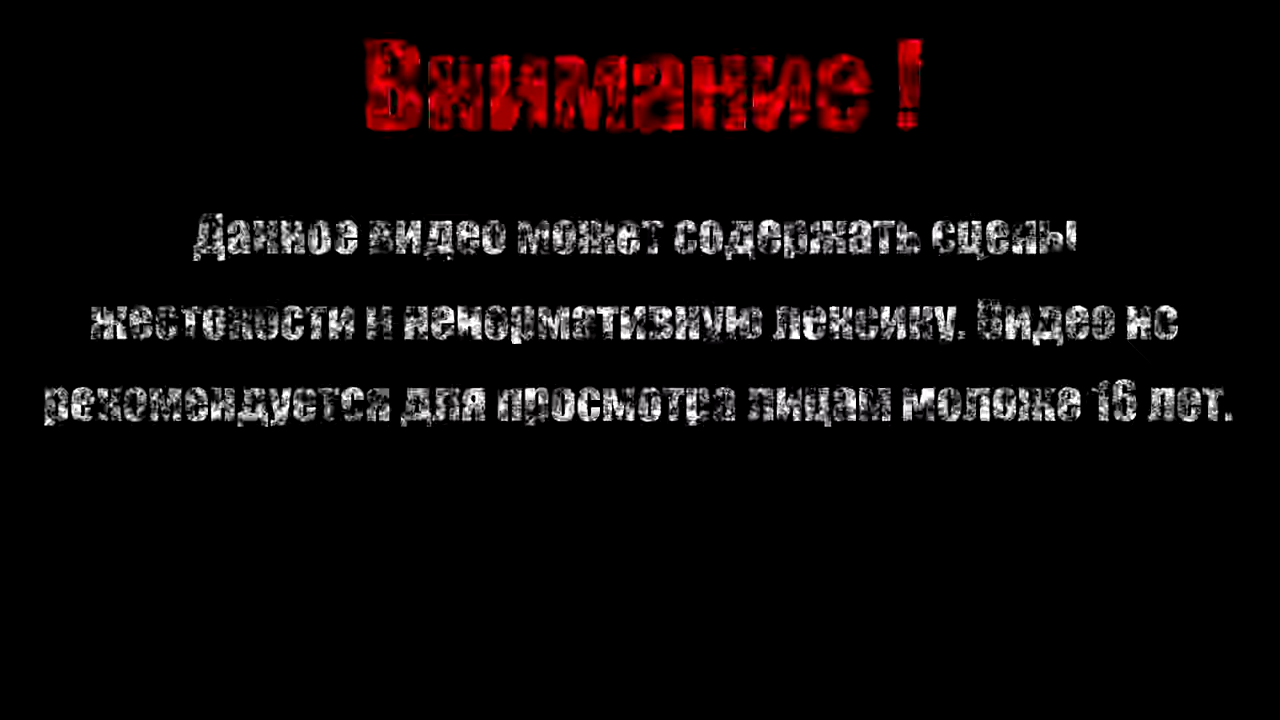 Внимание !
Данное видео может содержать сцены
жестокости и ненормативную лексику. Видео не
рекомендуется для просмотра лицам моложе 16 лет.